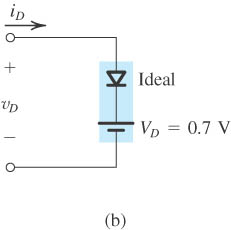 i_D
+
Ideal
v_D
V_D = 0.7 V
−
(b)